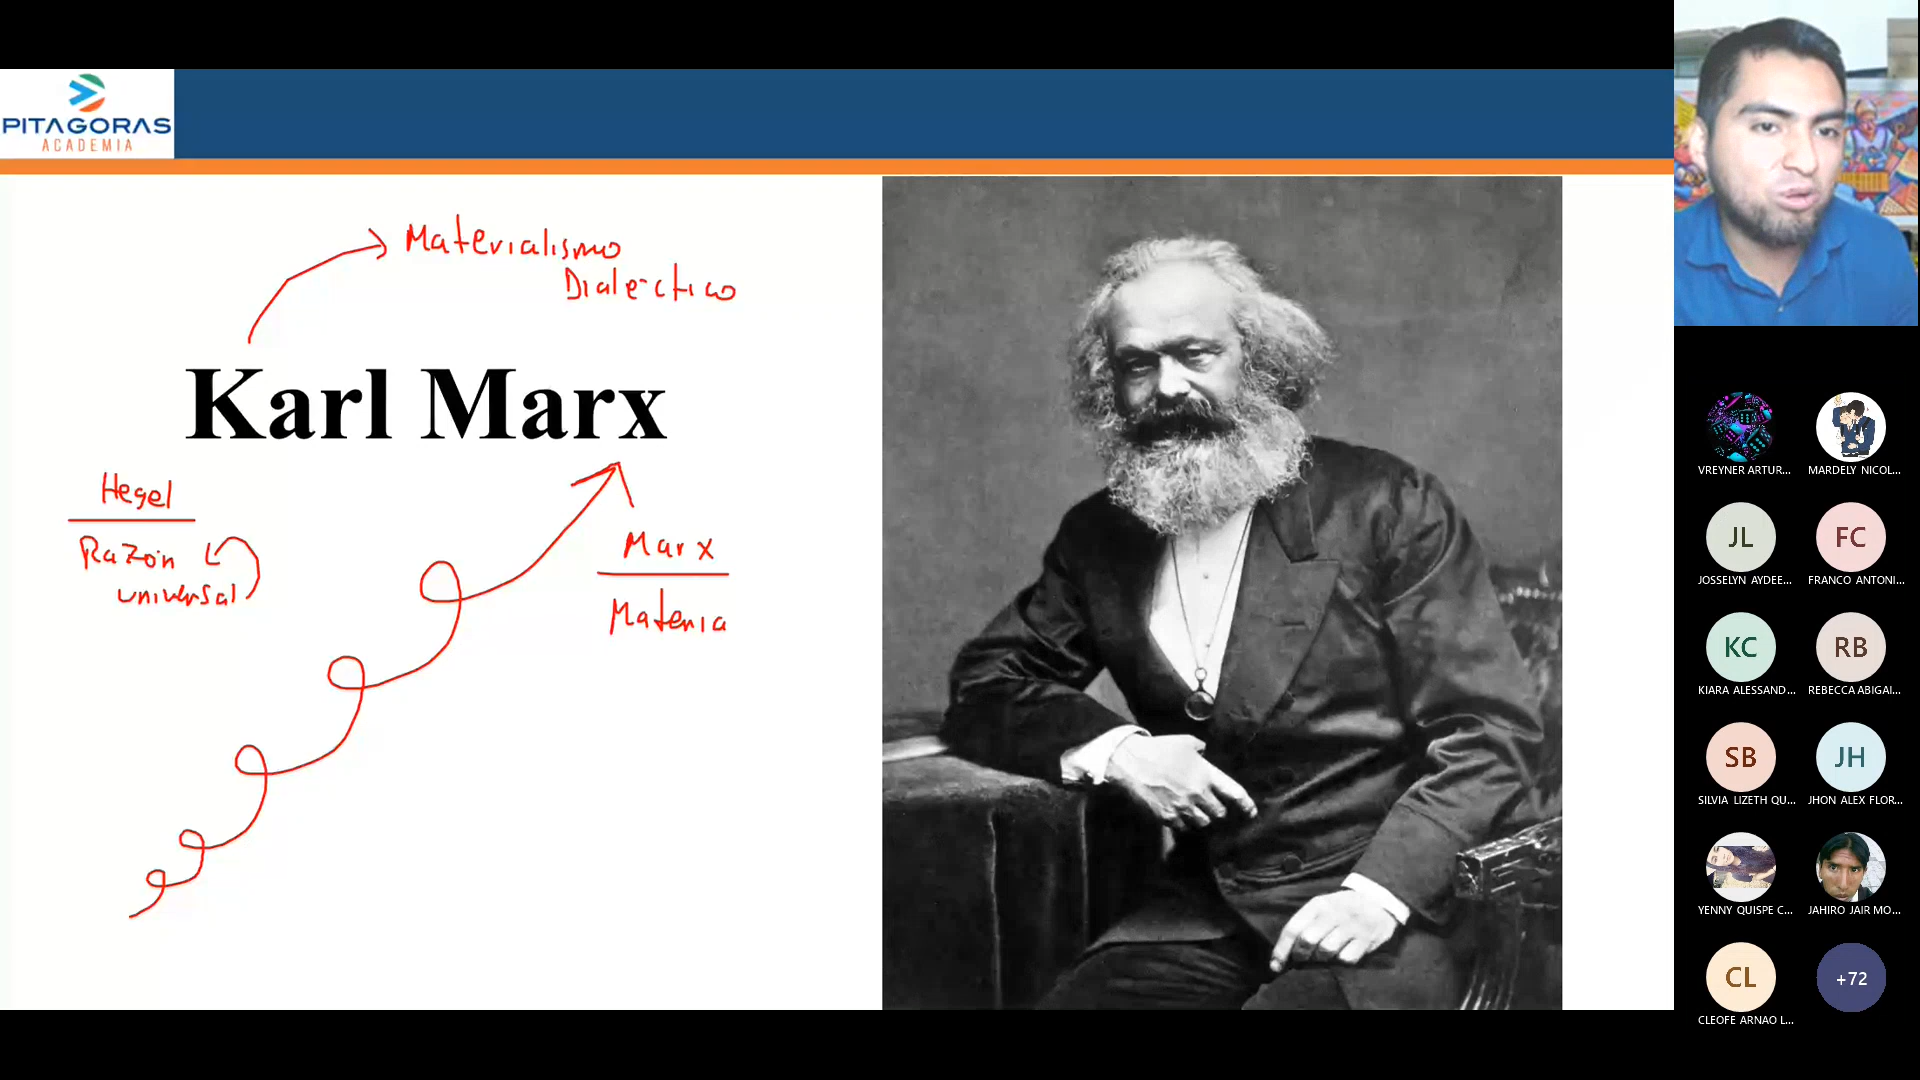 PITAGORAS
ACADEMIA
Materialismo
Dialéctico
Karl Marx
Hegel
Razón
universal
Marx
Materia
VREYNER ARTUR...
MARDELY NICOL...
JL
FC
JOSSELYN AYDEE...
FRANCO ANTONI...
KC
RB
KIARA ALESSAND...
REBECCA ABIGAI...
SB
JH
SILVIA LIZETH QU...
JHON ALEX FLOR...
YENNY QUISPE C...
JAHIRO JAIR MO...
CL
+72
CLEOFE ARNAO L...